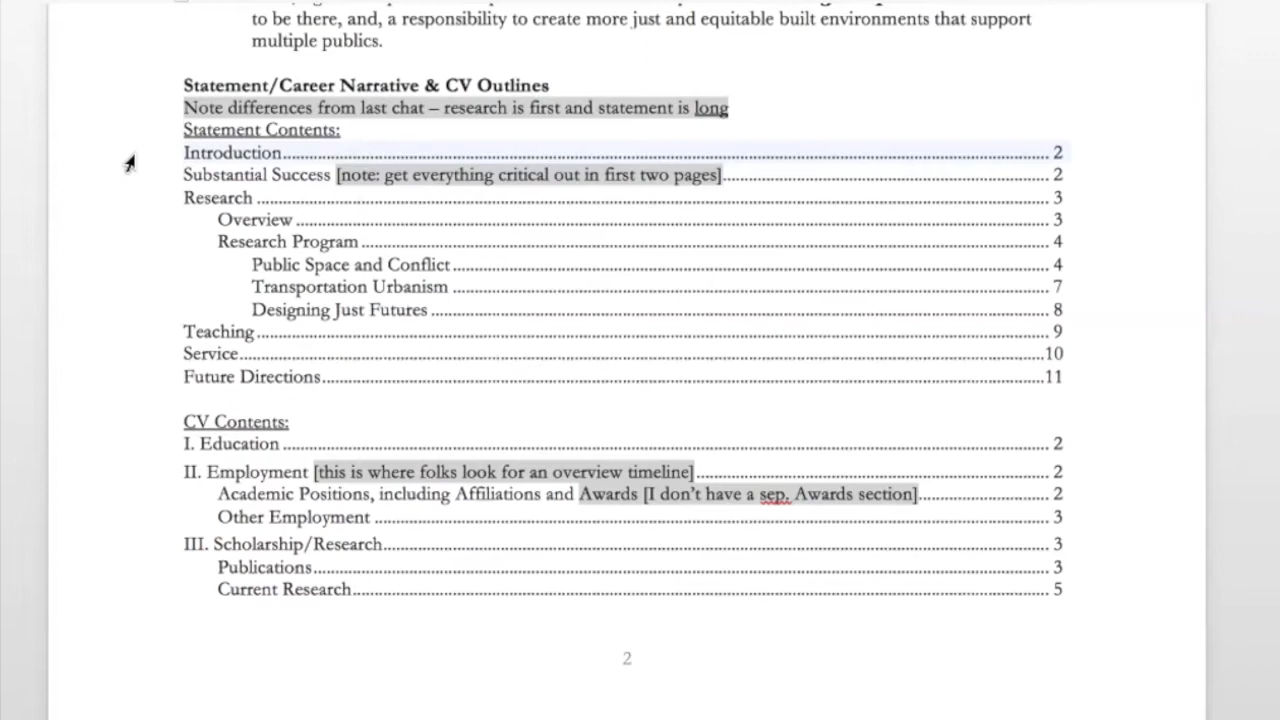 to be there, and, a responsibility to create more just and equitable built environments that support
multiple publics.
Statement/Career Narrative & CV Outlines
Note differences from last chat – research is first and statement is long
Statement Contents:
Introduction.......... 2
Substantial Success [note: get everything critical out in first two pages].......... 2
Research .......... 3
Overview .......... 3
Research Program .......... 4
Public Space and Conflict .......... 4
Transportation Urbanism .......... 7
Designing Just Futures .......... 8
Teaching .......... 9
Service.......... 10
Future Directions.......... 11
CV Contents:
I. Education .......... 2
II. Employment [this is where folks look for an overview timeline] .......... 2
Academic Positions, including Affiliations and Awards [I don't have a sep. Awards section].......... 2
Other Employment .......... 3
III. Scholarship/Research.......... 3
Publications.......... 3
Current Research.......... 5
2